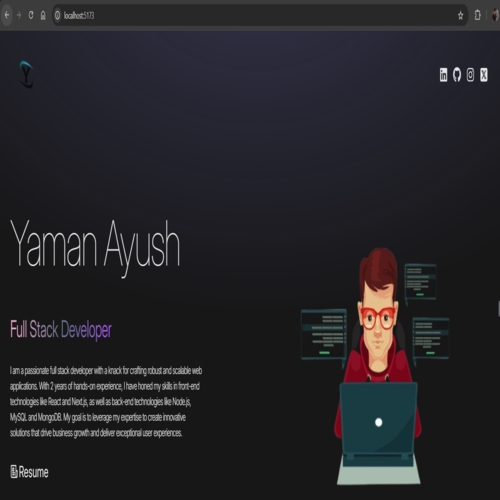 localhost:5173
Y
Yaman Ayush
Full Stack Developer
I am a passionate full stack developer with a knack for crafting robust and scalable web
applications. With 2 years of hands-on experience, I have honed my skills in front-end
technologies like React and Next.js, as well as back-end technologies like Node.js,
MySQL and MongoDB. My goal is to leverage my expertise to create innovative
solutions that drive business growth and deliver exceptional user experiences.
Resume